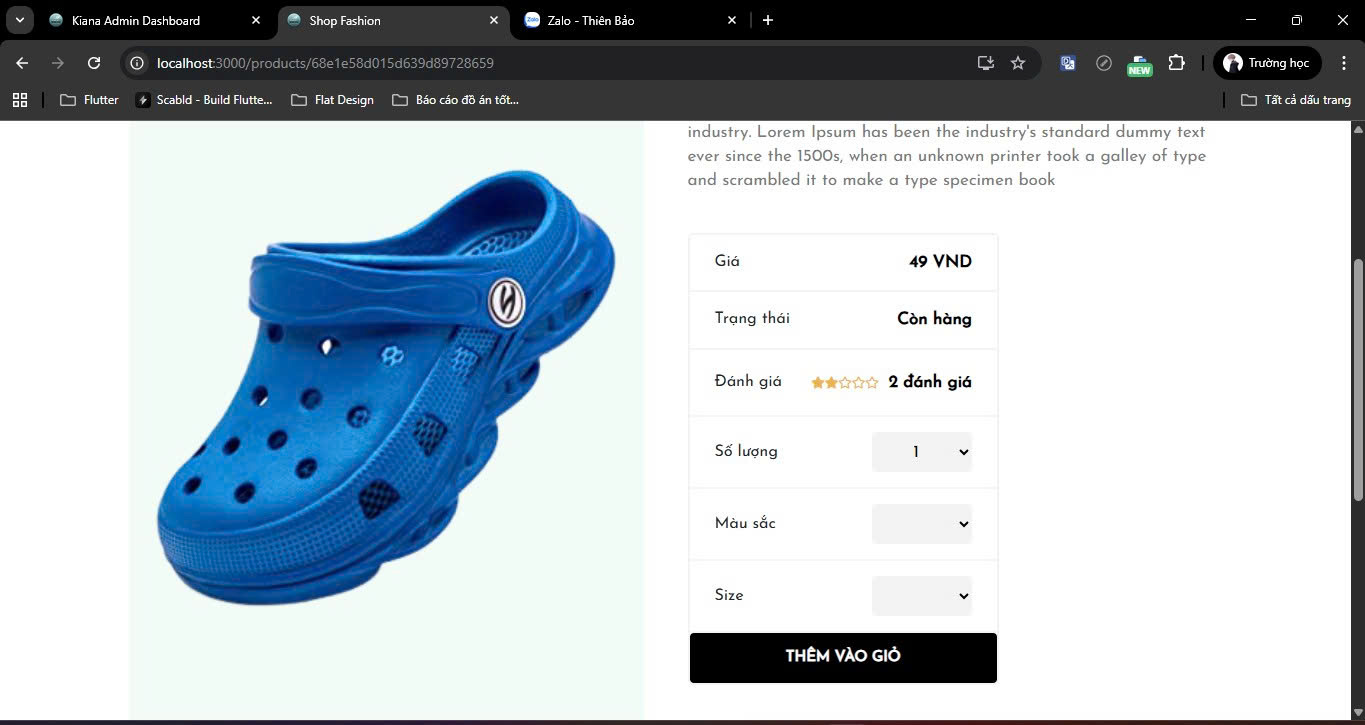 Kiana Admin Dashboard
Shop Fashion
Zalo - Thiên Bảo
localhost:3000/products/68e1e58d015d639d89728659
NEW
Trường học
Flutter
Scabld - Build Flutte...
Flat Design
Báo cáo đồ án tốt...
Tất cả dấu trang
industry. Lorem Ipsum has been the industry's standard dummy text
ever since the 1500s, when an unknown printer took a galley of type
and scrambled it to make a type specimen book
Giá 49 VND
Trạng thái Còn hàng
Đánh giá 2 đánh giá
Số lượng 1
Màu sắc
Size
THÊM VÀO GIỎ